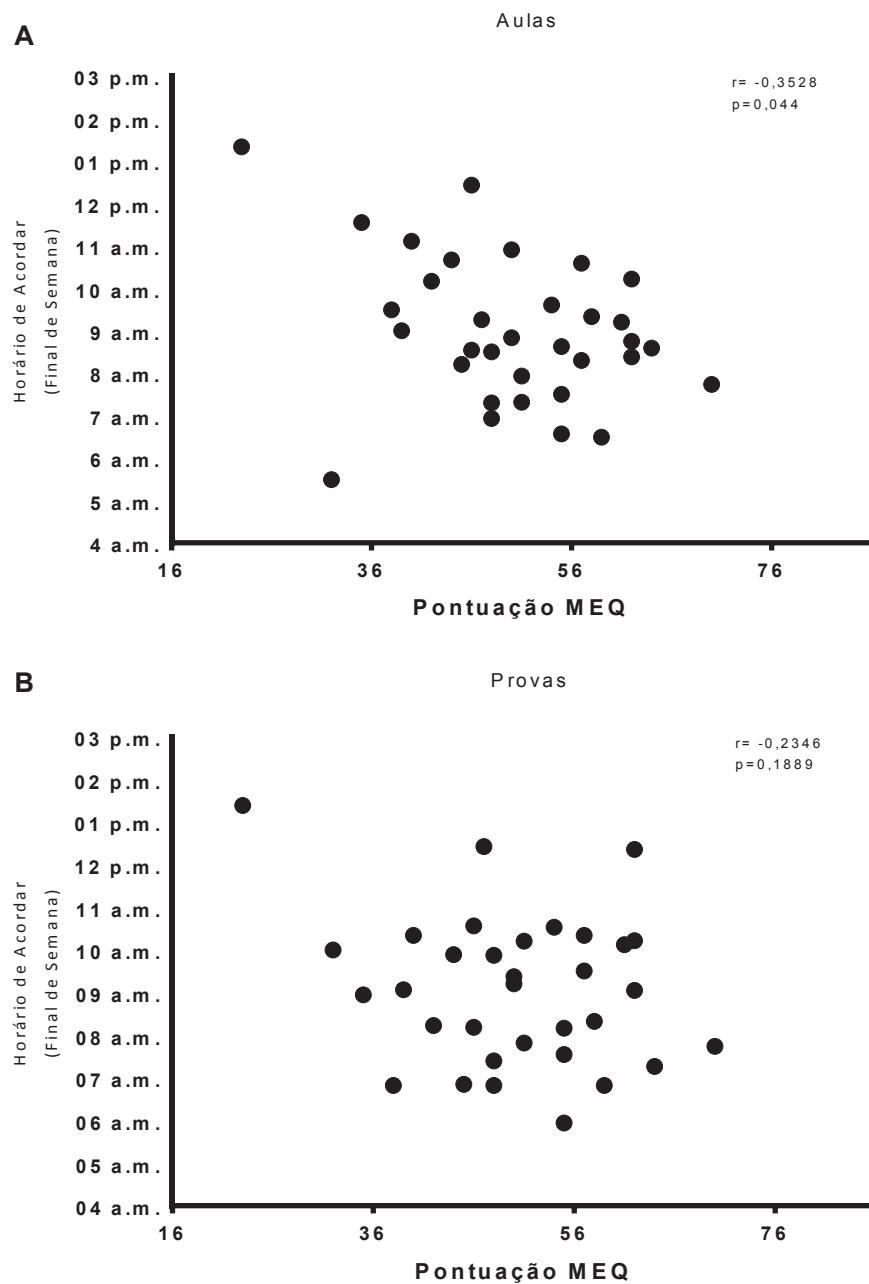 A
Aulas
r= -0,3528
p=0,044
03 p.m.
02 p.m.
01 p.m.
12 p.m.
11 a.m.
10 a.m.
9 a.m.
8 a.m.
7 a.m.
6 a.m.
5 a.m.
4 a.m.
Horário de Acordar
(Final de Semana)
16 36 56 76
Pontuação MEQ
B
Provas
r= -0,2346
p=0,1889
03 p.m.
02 p.m.
01 p.m.
12 p.m.
11 a.m.
10 a.m.
09 a.m.
08 a.m.
07 a.m.
06 a.m.
05 a.m.
04 a.m.
Horário de Acordar
(Final de Semana)
16 36 56 76
Pontuação MEQ